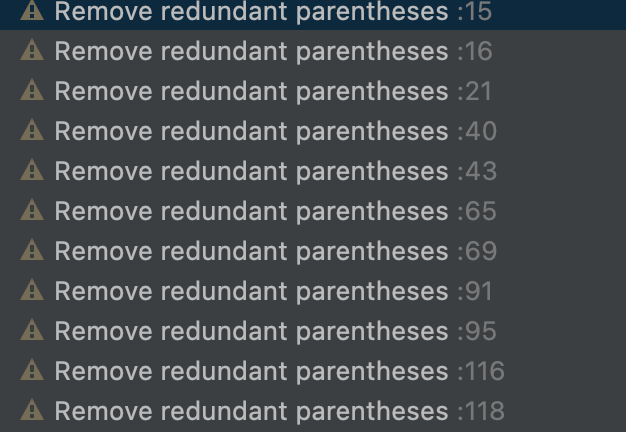 Remove redundant parentheses :15
Remove redundant parentheses :16
Remove redundant parentheses :21
Remove redundant parentheses :40
Remove redundant parentheses :43
Remove redundant parentheses :65
Remove redundant parentheses :69
Remove redundant parentheses :91
Remove redundant parentheses :95
Remove redundant parentheses :116
Remove redundant parentheses :118